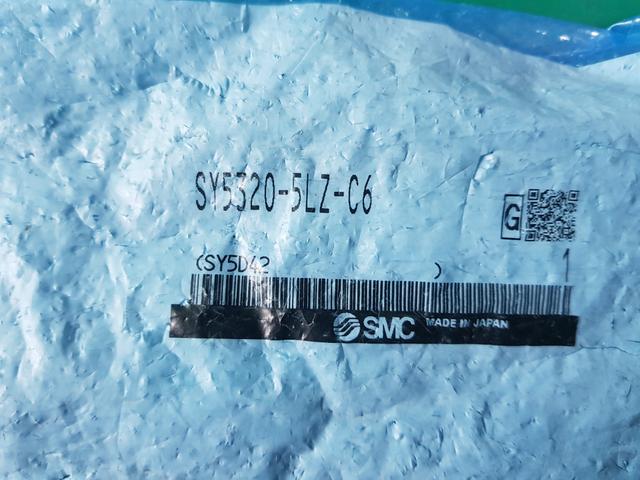 SY5320-5LZ-C6
G
(SY5D42 )
1
SMC MADE IN JAPAN